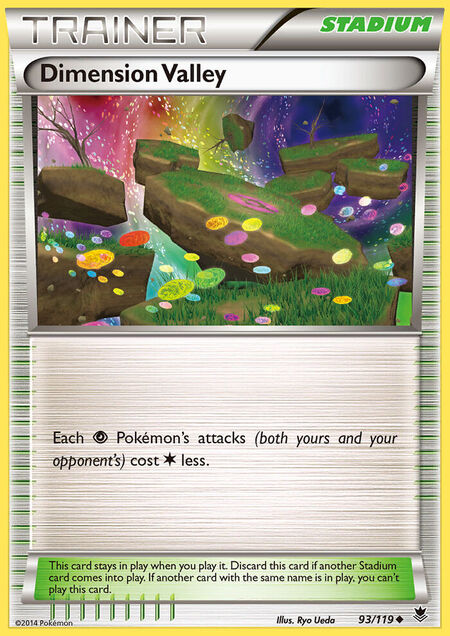 TRAINER
STADIUM
Dimension Valley
Each Pokémon's attacks (both yours and your
opponent's) cost less.
This card stays in play when you play it. Discard this card if another Stadium
card comes into play. If another card with the same name is in play, you can't
play this card.
©2014 Pokémon
Illus. Ryo Ueda
93/119